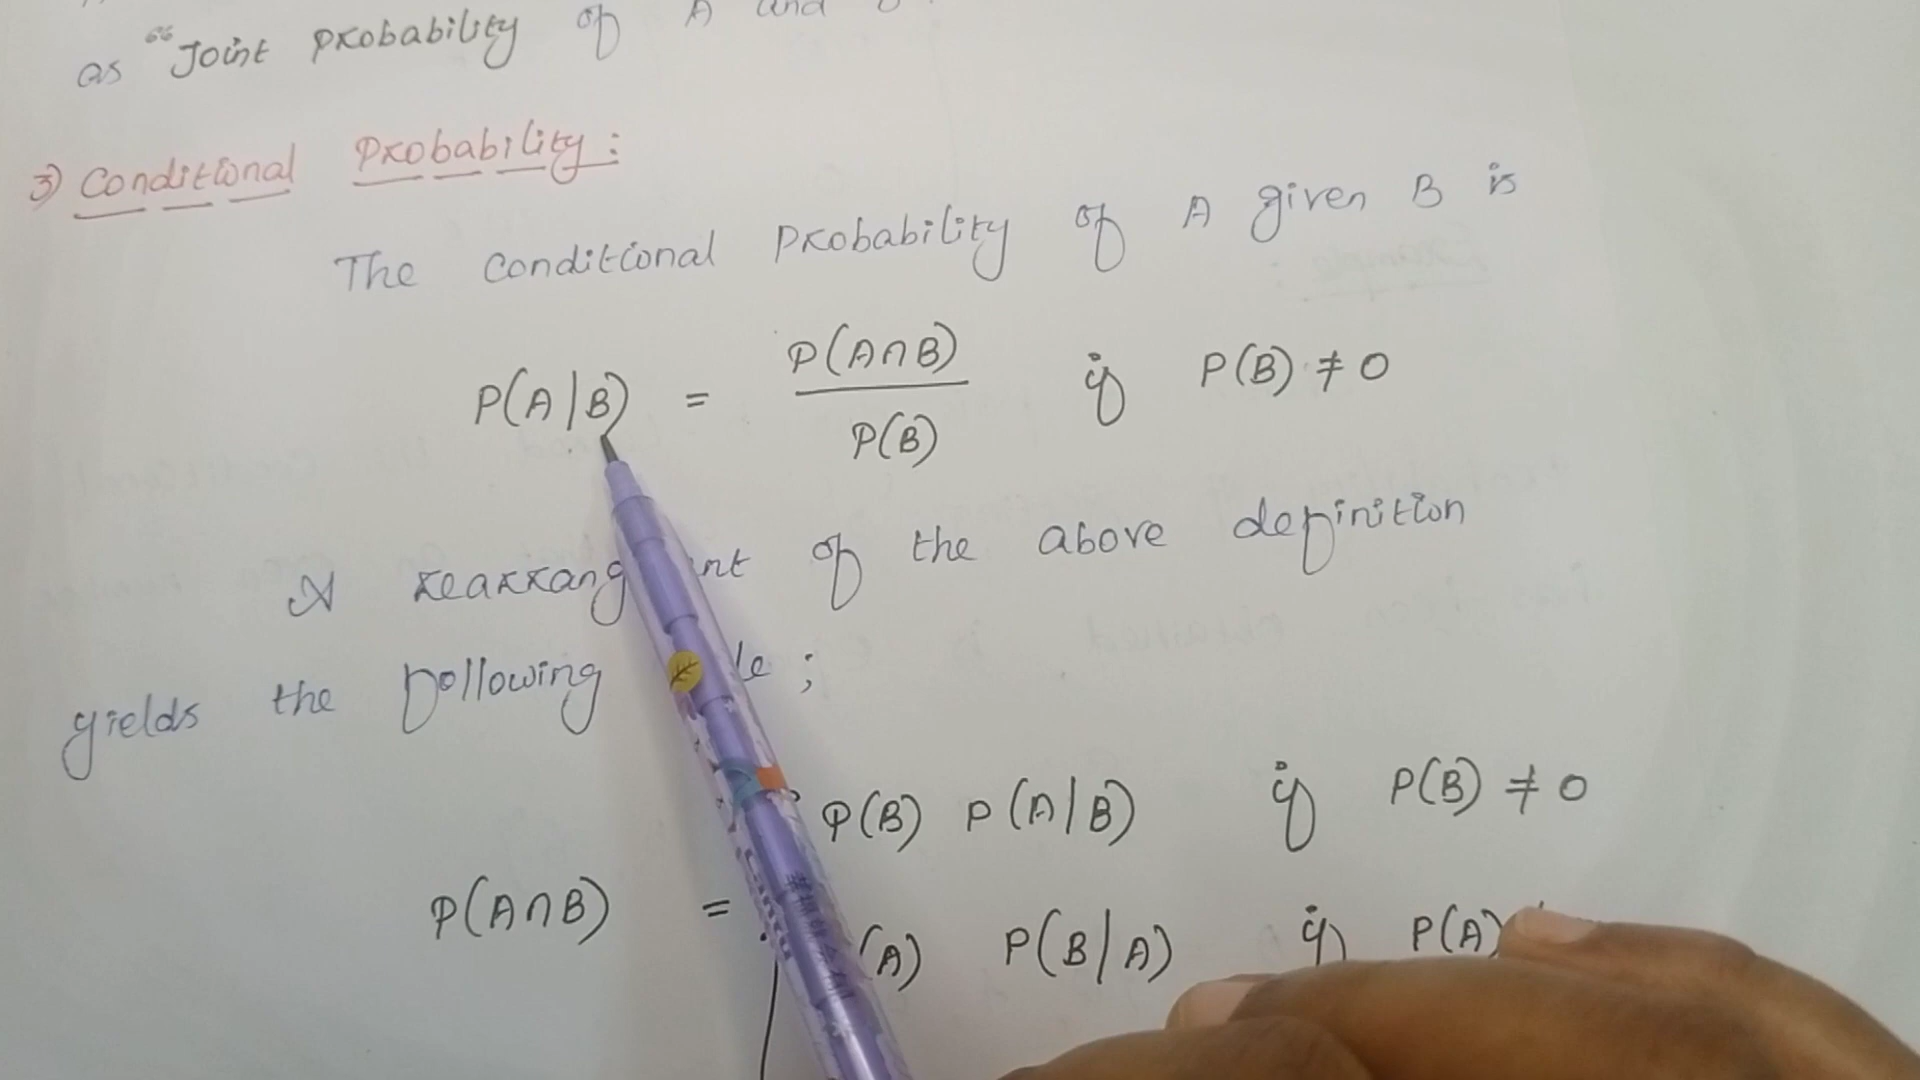 as "Joint probability of A and
3) Conditional Probability:
The conditional Probability of A given B is
P(A|B) = P(A∩B) / P(B) if P(B) ≠ 0
A of the above definition
yields the following ;
P(B) P(A|B) if P(B) ≠ 0
P(A∩B) =
(A) P(B|A) if P(A)